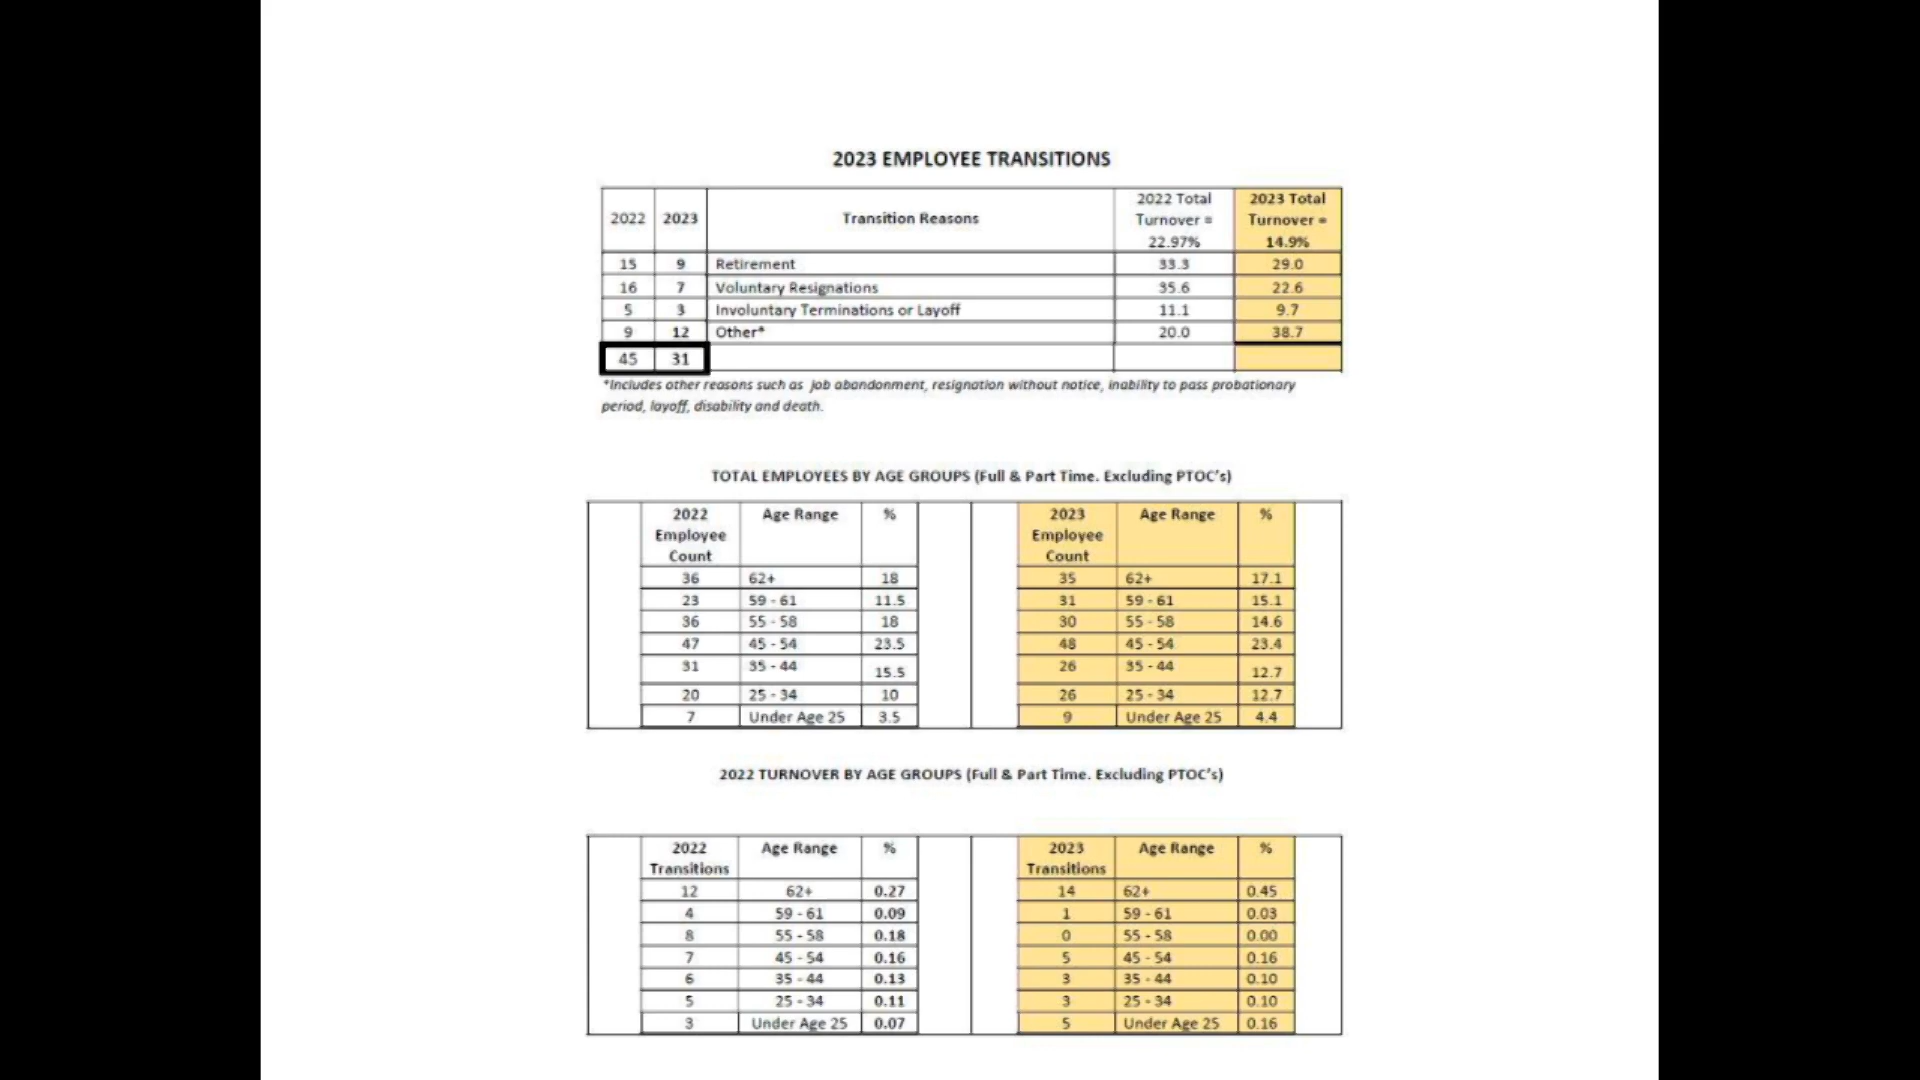 2023 EMPLOYEE TRANSITIONS
2022 2023 Transition Reasons 2022 Total Turnover = 22.97% 2023 Total Turnover = 14.9%
15 9 Retirement 33.3 29.0
16 7 Voluntary Resignations 35.6 22.6
5 3 Involuntary Terminations or Layoff 11.1 9.7
9 12 Other* 20.0 38.7
45 31
*Includes other reasons such as job abandonment, resignation without notice, inability to pass probationary
period, layoff, disability and death.
TOTAL EMPLOYEES BY AGE GROUPS (Full & Part Time. Excluding PTOC's)
2022 Employee Count Age Range % 2023 Employee Count Age Range %
36 62+ 18 35 62+ 17.1
23 59 - 61 11.5 31 59 - 61 15.1
36 55 - 58 18 30 55 - 58 14.6
47 45 - 54 23.5 48 45 - 54 23.4
31 35 - 44 15.5 26 35 - 44 12.7
20 25 - 34 10 26 25 - 34 12.7
7 Under Age 25 3.5 9 Under Age 25 4.4
2022 TURNOVER BY AGE GROUPS (Full & Part Time. Excluding PTOC's)
2022 Transitions Age Range % 2023 Transitions Age Range %
12 62+ 0.27 14 62+ 0.45
4 59 - 61 0.09 1 59 - 61 0.03
8 55 - 58 0.18 0 55 - 58 0.00
7 45 - 54 0.16 5 45 - 54 0.16
6 35 - 44 0.13 3 35 - 44 0.10
5 25 - 34 0.11 3 25 - 34 0.10
3 Under Age 25 0.07 5 Under Age 25 0.16